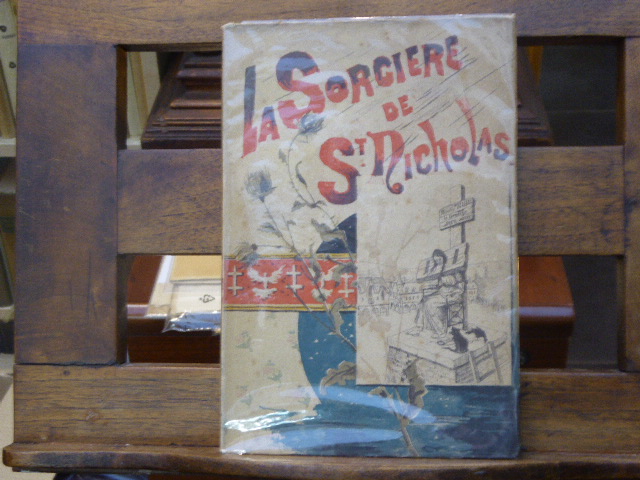 LA SORCIERE
DE
ST NICHOLAS